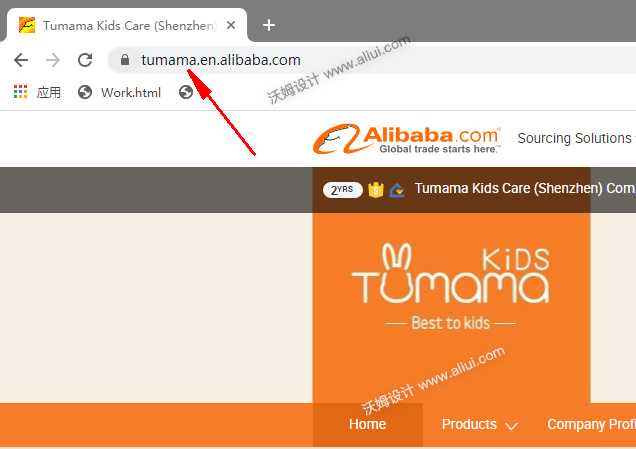 Tumama Kids Care (Shenzhen)
tumama.en.alibaba.com
应用 Work.html
沃姆设计 www.aliui.com
Alibaba.com®
Global trade starts here.™
Sourcing Solutions
2YRS Tumama Kids Care (Shenzhen) Com
KiDS
Tumama
Best to kids
沃姆设计 www.aliui.com
Home Products Company Profi